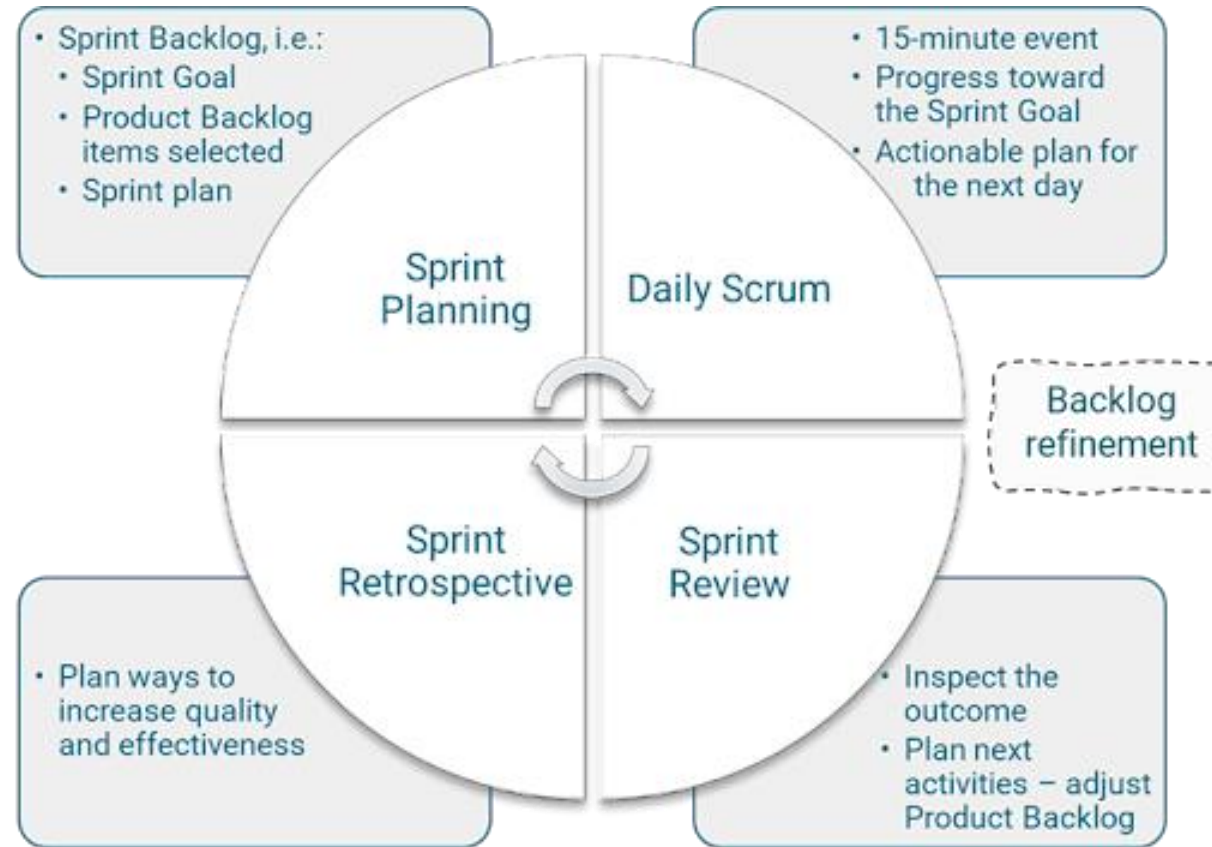 • Sprint Backlog, i.e.:
• Sprint Goal
• Product Backlog
items selected
• Sprint plan
• 15-minute event
• Progress toward
the Sprint Goal
• Actionable plan for
the next day
Sprint
Planning
Daily Scrum
Backlog
refinement
Sprint
Retrospective
Sprint
Review
• Plan ways to
increase quality
and effectiveness
• Inspect the
outcome
• Plan next
activities – adjust
Product Backlog